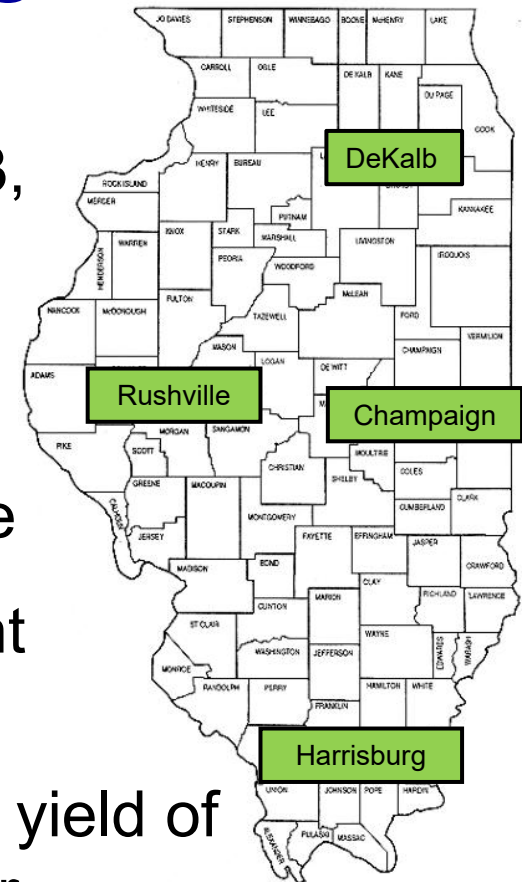 JO DAVIES STEPHENSON WINNEBAGO BOONE McHENRY LAKE
CARROLL OGLE DE KALB KANE
DU PAGE
WHITESIDE LEE
COOK
3,
DeKalb
HENRY BUREAU
ROCK ISLAND
MERCER
KANKAKEE
PUTNAM
KNOX STARK MARSHALL
WARREN LIVINGSTON
HENDERSON PEORIA IROQUOIS
WOODFORD
McLEAN
FULTON
HANCOCK McDONOUGH TAZEWELL FORD
VERMILION
MASON CHAMPAIGN
LOGAN DE WITT
ADAMS
Rushville
Champaign
MORGAN SANGAMON
PIKE SCOTT MOULTRIE
CHRISTIAN COLES
SHELBY
GREENE MACOUPIN
CLARK
CALHOUN CUMBERLAND
e MONTGOMERY
JERSEY FAYETTE EFFINGHAM JASPER
BOND CRAWFORD
MADISON CLAY
MARION RICHLAND LAWRENCE
CLINTON
nt ST CLAIR WAYNE
EDWARDS WABASH
WASHINGTON JEFFERSON
MONROE
RANDOLPH PERRY HAMILTON WHITE
FRANKLIN
Harrisburg
UNION JOHNSON POPE HARDIN
yield of
ALEXANDER PULASKI MASSAC